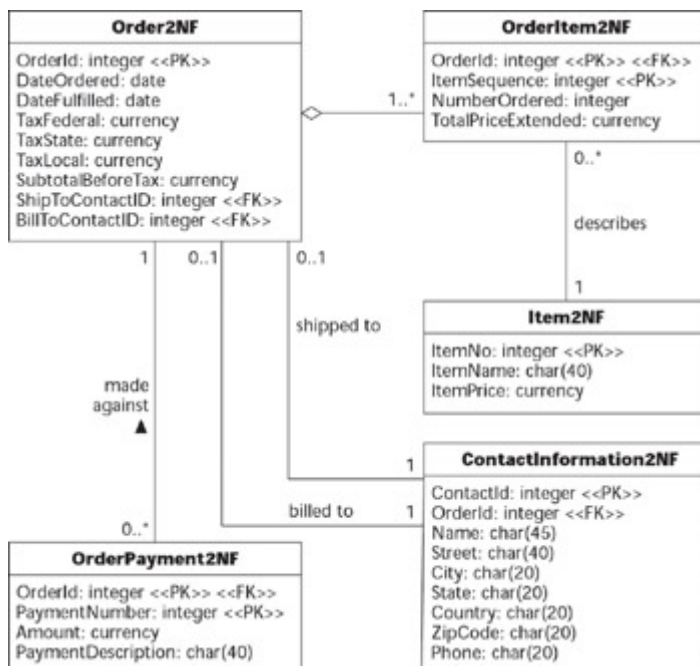 Order2NF
OrderId: integer <<PK>>
DateOrdered: date
DateFulfilled: date
TaxFederal: currency
TaxState: currency
TaxLocal: currency
SubtotalBeforeTax: currency
ShipToContactID: integer <<FK>>
BillToContactID: integer <<FK>>
1..*
OrderItem2NF
OrderId: integer <<PK>> <<FK>>
ItemSequence: integer <<PK>>
NumberOrdered: integer
TotalPriceExtended: currency
0..*
describes
1
Item2NF
ItemNo: integer <<PK>>
ItemName: char(40)
ItemPrice: currency
1
0..1
0..1
shipped to
made
against
1
billed to
1
0..*
ContactInformation2NF
ContactId: integer <<PK>>
OrderId: integer <<FK>>
Name: char(45)
Street: char(40)
City: char(20)
State: char(20)
Country: char(20)
ZipCode: char(20)
Phone: char(20)
OrderPayment2NF
OrderId: integer <<PK>> <<FK>>
PaymentNumber: integer <<PK>>
Amount: currency
PaymentDescription: char(40)